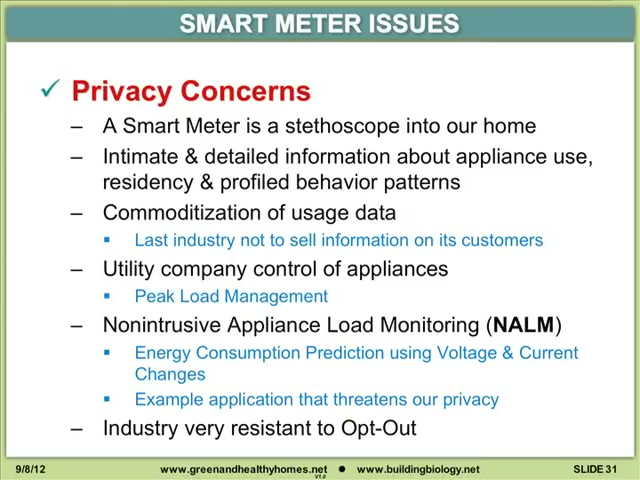 SMART METER ISSUES
✓ Privacy Concerns
– A Smart Meter is a stethoscope into our home
– Intimate & detailed information about appliance use,
residency & profiled behavior patterns
– Commoditization of usage data
▪ Last industry not to sell information on its customers
– Utility company control of appliances
▪ Peak Load Management
– Nonintrusive Appliance Load Monitoring (NALM)
▪ Energy Consumption Prediction using Voltage & Current
Changes
▪ Example application that threatens our privacy
– Industry very resistant to Opt-Out
9/8/12 www.greenandhealthyhomes.net ● www.buildingbiology.net SLIDE 31
V1.0